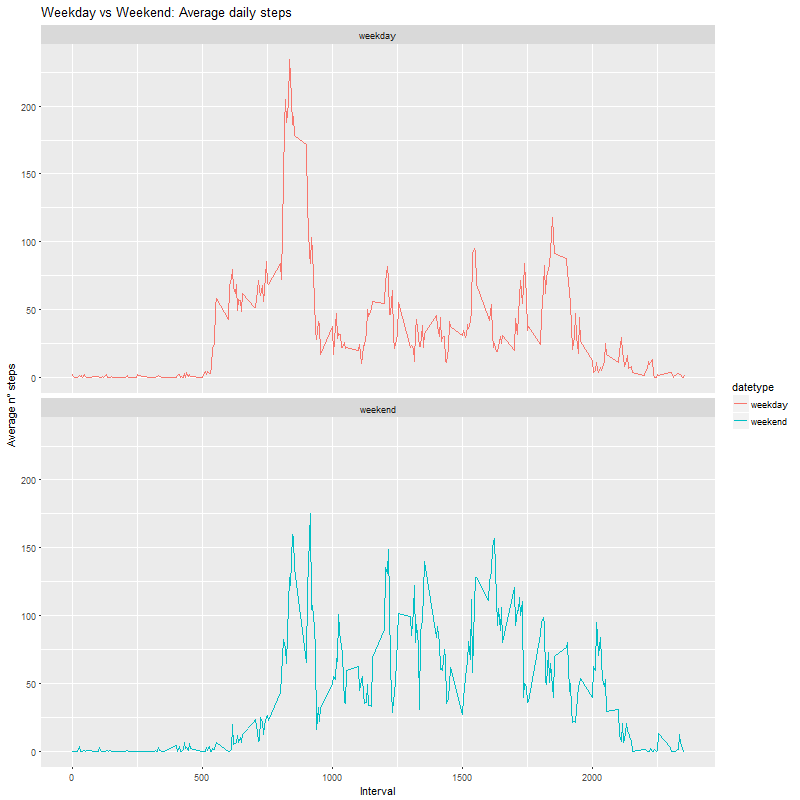 Weekday vs Weekend: Average daily steps
weekday
200
150
100
50
0
weekend
200
150
100
50
0
0 500 1000 1500 2000
Interval
Average n° steps
datetype
weekday
weekend